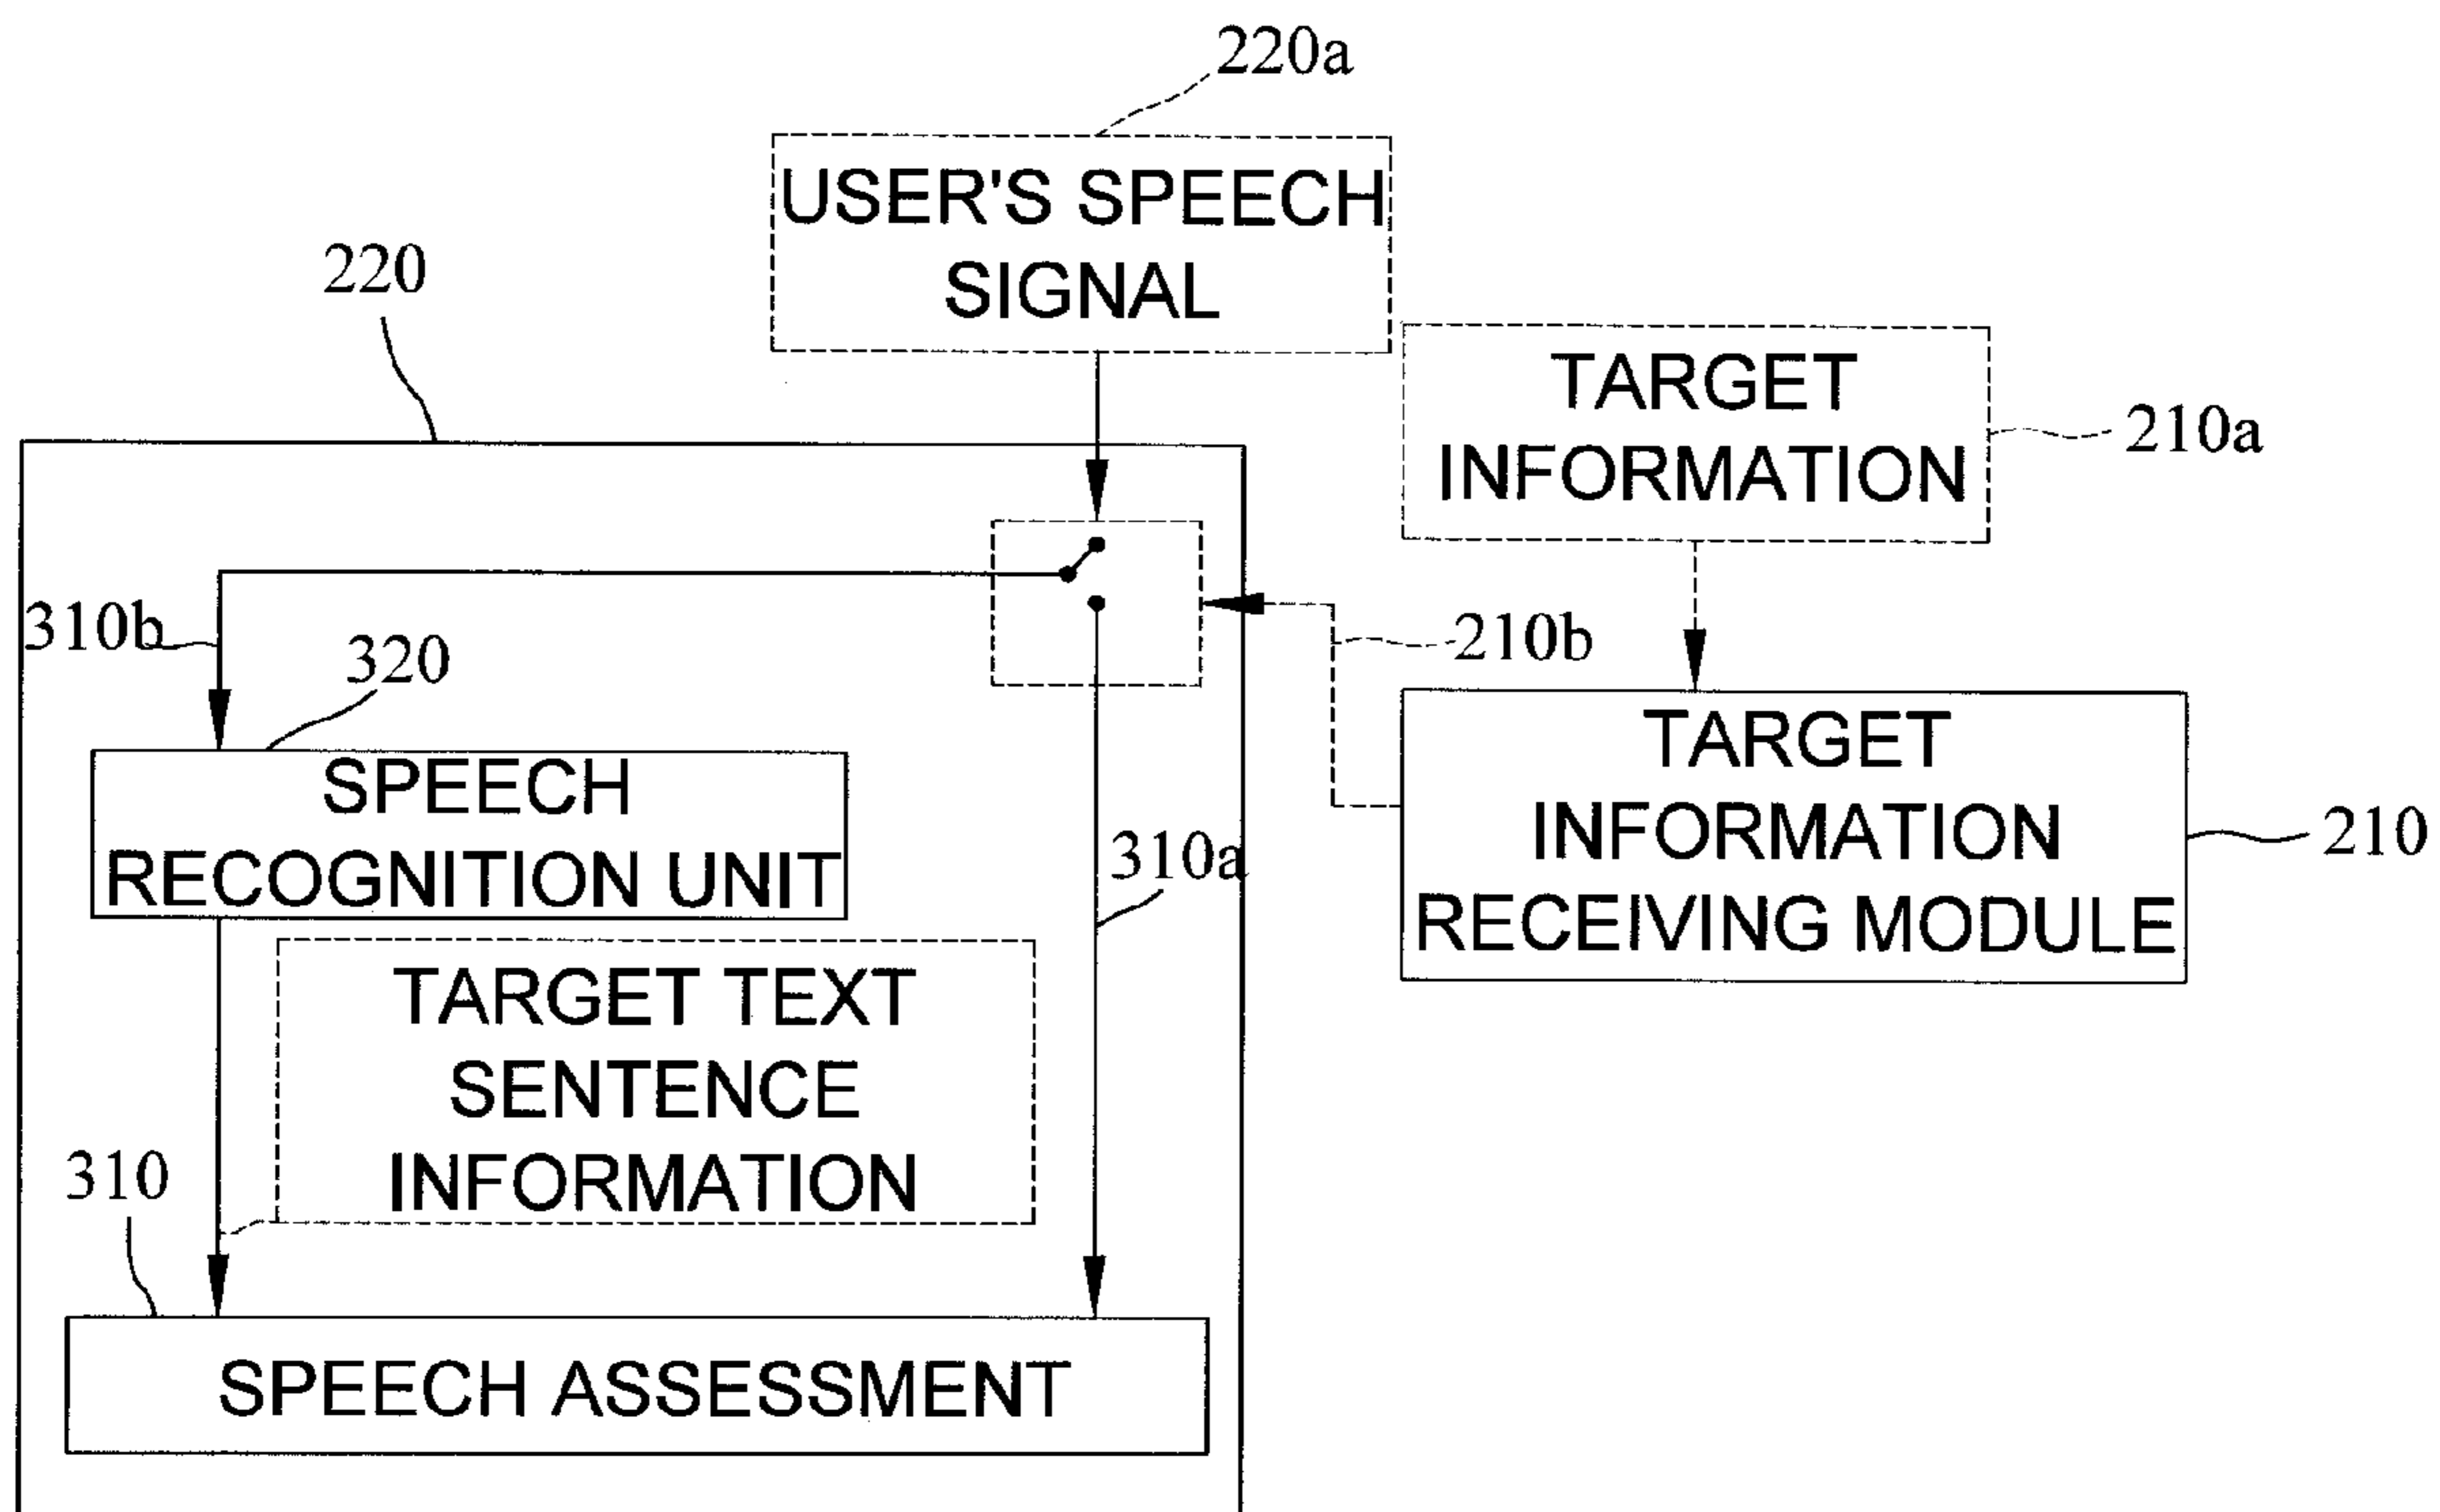 220a
USER'S SPEECH
SIGNAL
220
TARGET
INFORMATION
210a
310b
320
210b
SPEECH
RECOGNITION UNIT
310a
TARGET
INFORMATION
RECEIVING MODULE
210
TARGET TEXT
SENTENCE
INFORMATION
310
SPEECH ASSESSMENT